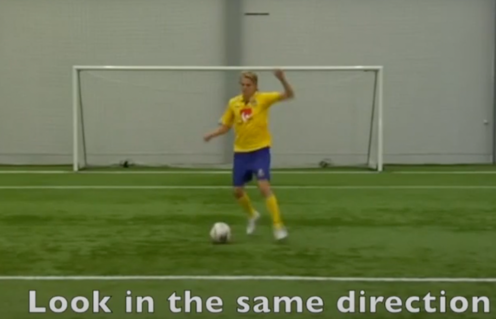 Look in the same direction